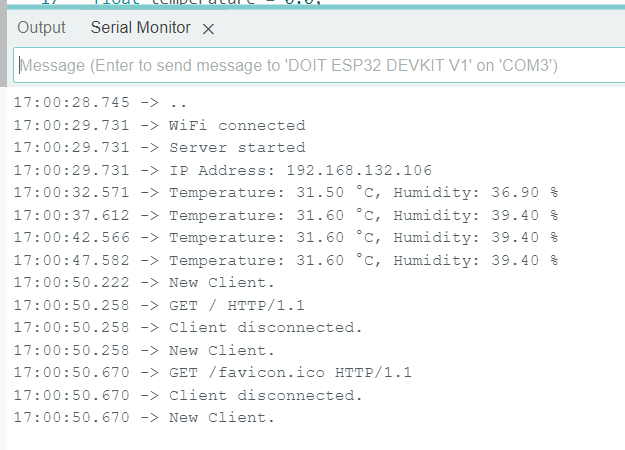 17 float temperature = 0.0;
Output Serial Monitor ×
Message (Enter to send message to 'DOIT ESP32 DEVKIT V1' on 'COM3')
17:00:28.745 -> ..
17:00:29.731 -> WiFi connected
17:00:29.731 -> Server started
17:00:29.731 -> IP Address: 192.168.132.106
17:00:32.571 -> Temperature: 31.50 °C, Humidity: 36.90 %
17:00:37.612 -> Temperature: 31.60 °C, Humidity: 39.40 %
17:00:42.566 -> Temperature: 31.60 °C, Humidity: 39.40 %
17:00:47.582 -> Temperature: 31.60 °C, Humidity: 39.40 %
17:00:50.222 -> New Client.
17:00:50.258 -> GET / HTTP/1.1
17:00:50.258 -> Client disconnected.
17:00:50.258 -> New Client.
17:00:50.670 -> GET /favicon.ico HTTP/1.1
17:00:50.670 -> Client disconnected.
17:00:50.670 -> New Client.